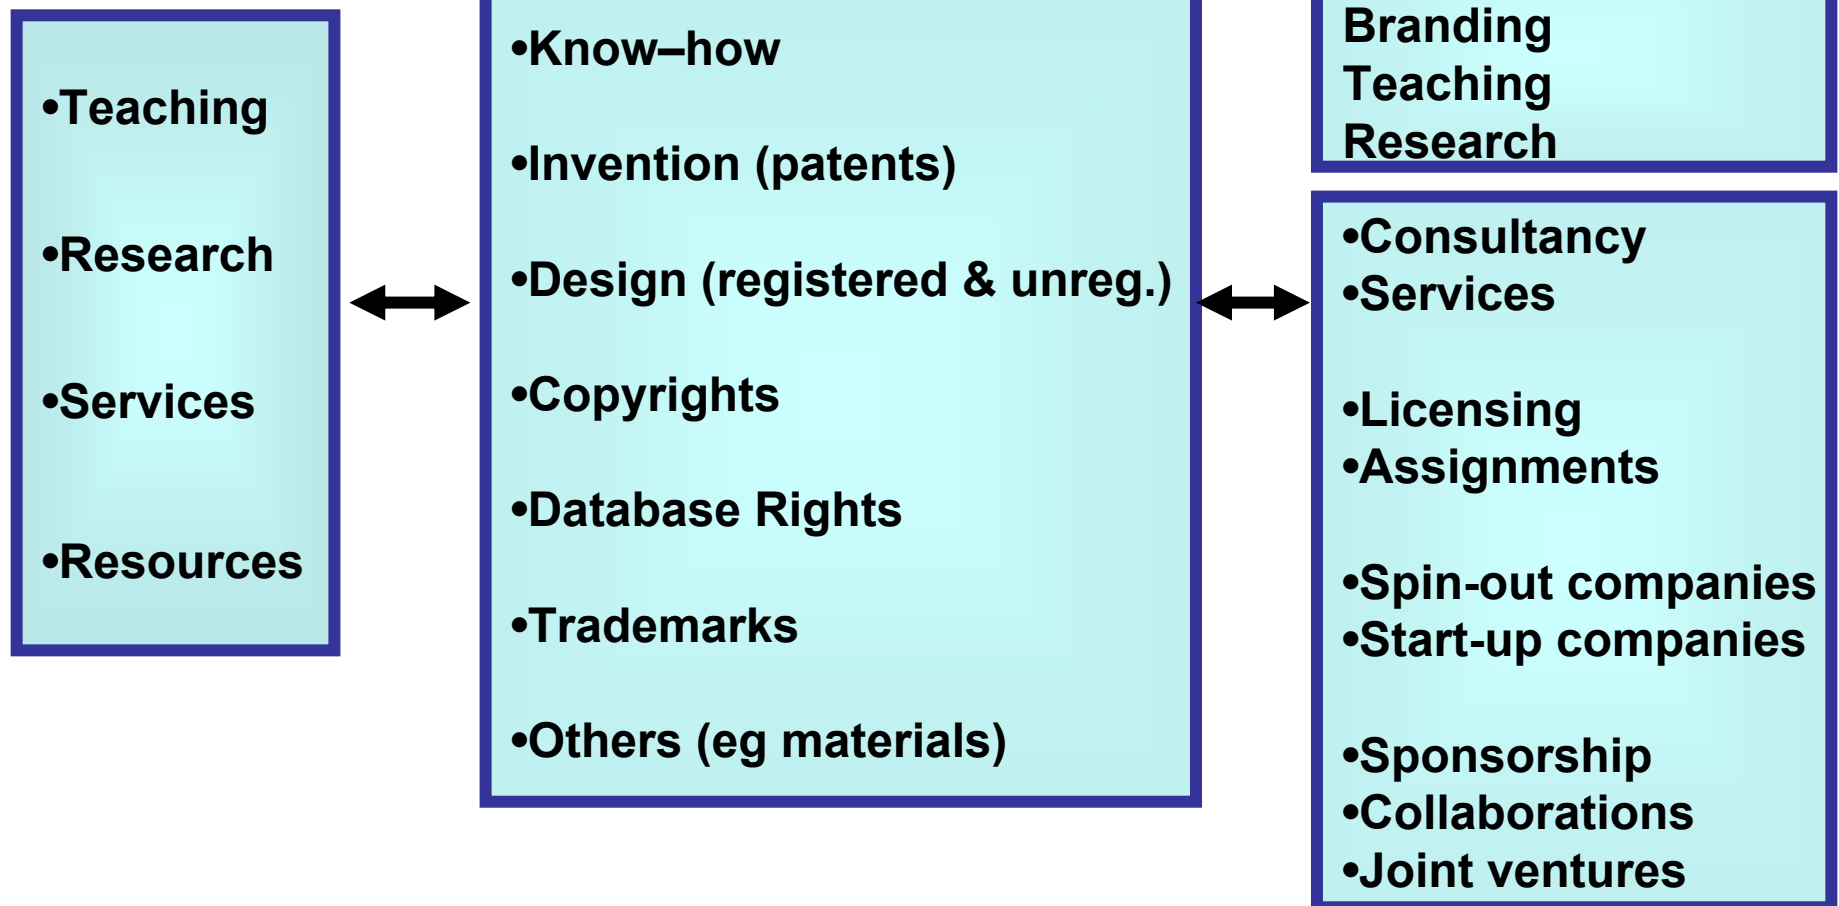 •Teaching
•Research
•Services
•Resources
•Know–how
•Invention (patents)
•Design (registered & unreg.)
•Copyrights
•Database Rights
•Trademarks
•Others (eg materials)
Branding
Teaching
Research
•Consultancy
•Services
•Licensing
•Assignments
•Spin-out companies
•Start-up companies
•Sponsorship
•Collaborations
•Joint ventures